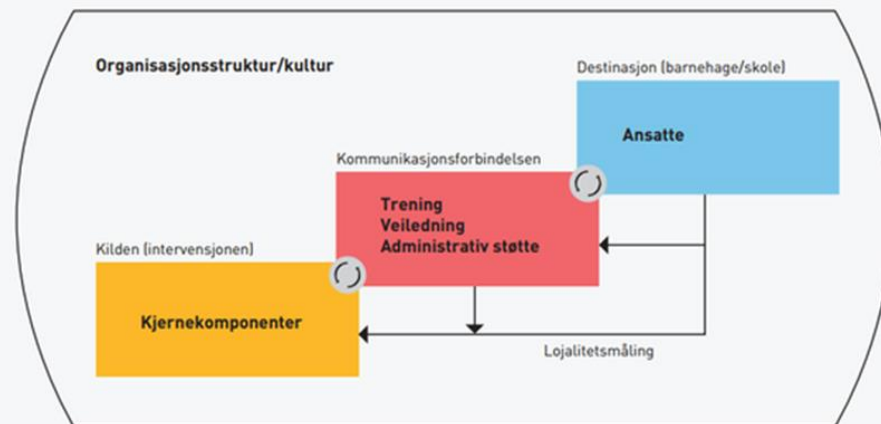 Organisasjonsstruktur/kultur
Destinasjon (barnehage/skole)
Ansatte
Kommunikasjonsforbindelsen
Trening
Veiledning
Administrativ støtte
Kilden (intervensjonen)
Kjernekomponenter
Lojalitetsmåling